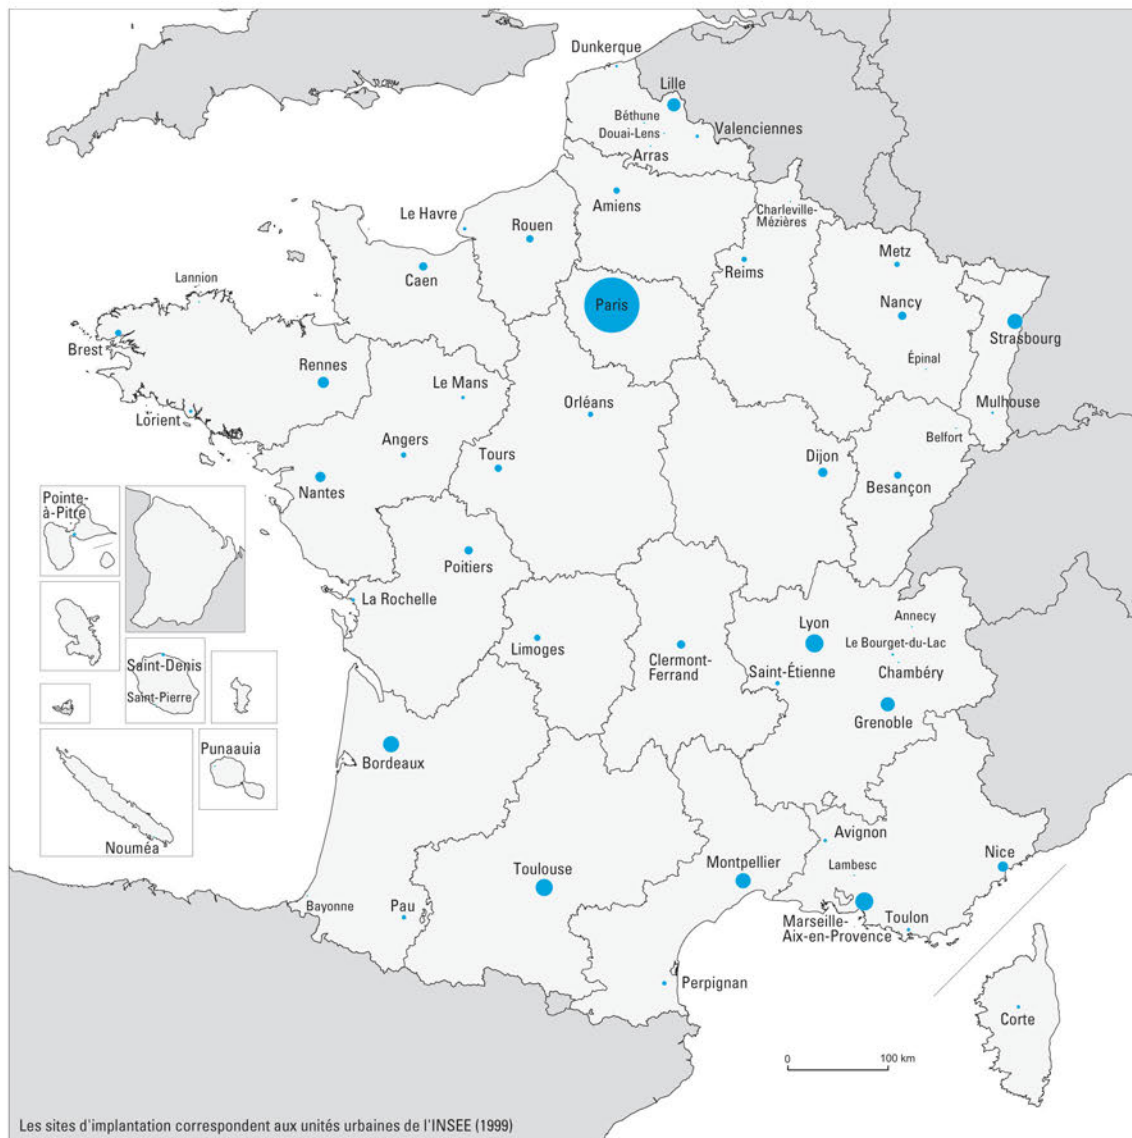 Dunkerque
Lille
Béthune
Douai-Lens
Valenciennes
Arras
Amiens
Charleville-
Mézières
Le Havre
Rouen
Caen
Reims
Metz
Lannion
Paris
Nancy
Strasbourg
Brest
Rennes
Épinal
Le Mans
Orléans
Mulhouse
Lorient
Angers
Tours
Dijon
Belfort
Besançon
Nantes
Pointe-
à-Pitre
Poitiers
La Rochelle
Limoges
Clermont-
Ferrand
Lyon
Annecy
Le Bourget-du-Lac
Chambéry
Saint-Étienne
Grenoble
Saint-Denis
Saint-Pierre
Punaauia
Nouméa
Bordeaux
Avignon
Toulouse
Montpellier
Lambesc
Nice
Bayonne
Pau
Marseille-
Aix-en-Provence
Toulon
Perpignan
Corte
0
100 km
Les sites d'implantation correspondent aux unités urbaines de l'INSEE (1999)